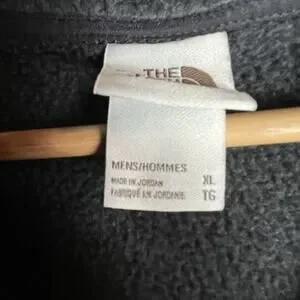 THE
MENS/HOMMES
MADE IN JORDAN XL
FABRIQUÉ EN JORDANIE TG